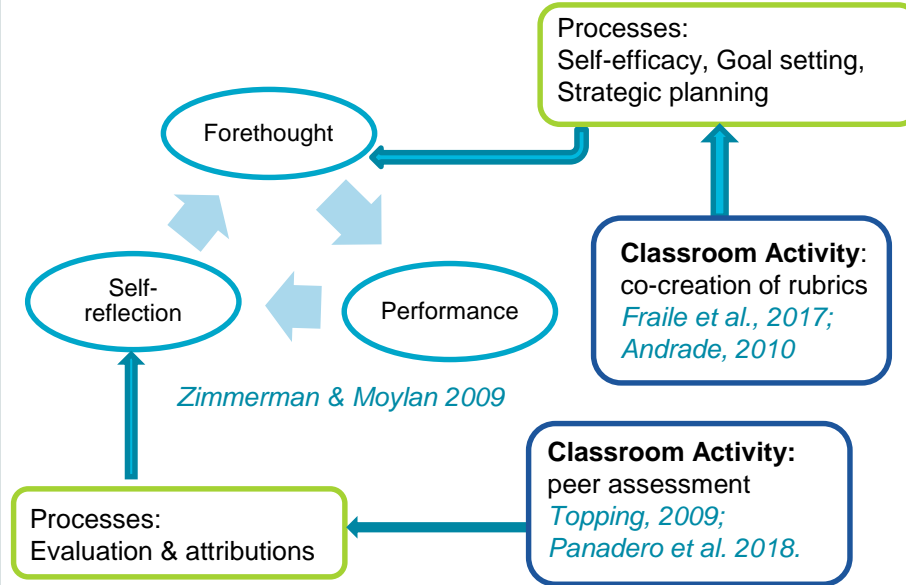 Processes:
Self-efficacy, Goal setting,
Strategic planning
Forethought
Classroom Activity:
co-creation of rubrics
Fraile et al., 2017;
Andrade, 2010
Self-
reflection
Performance
Zimmerman & Moylan 2009
Classroom Activity:
peer assessment
Topping, 2009;
Panadero et al. 2018.
Processes:
Evaluation & attributions